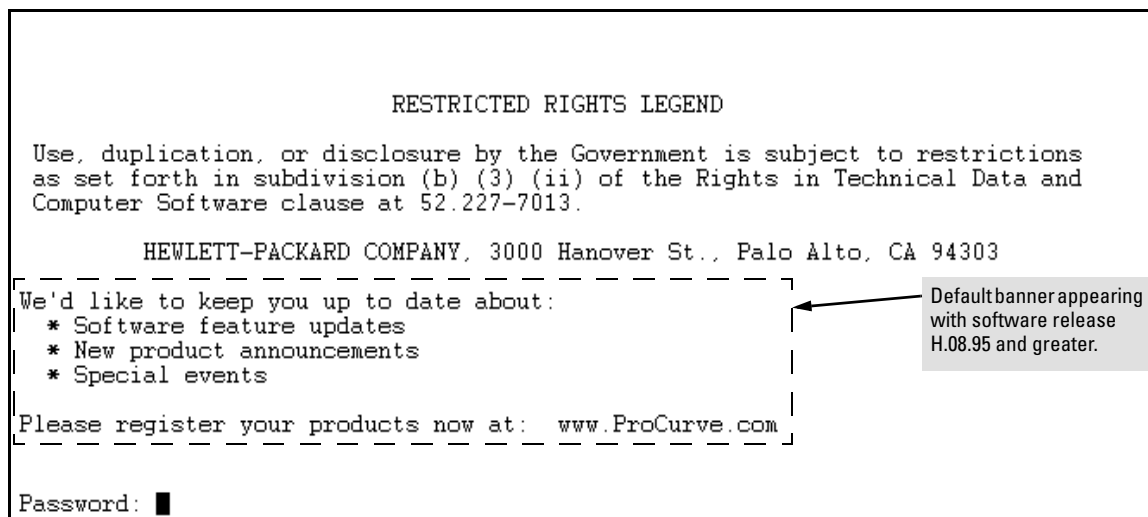 RESTRICTED RIGHTS LEGEND
Use, duplication, or disclosure by the Government is subject to restrictions
as set forth in subdivision (b) (3) (ii) of the Rights in Technical Data and
Computer Software clause at 52.227-7013.
HEWLETT-PACKARD COMPANY, 3000 Hanover St., Palo Alto, CA 94303
We'd like to keep you up to date about:
* Software feature updates
* New product announcements
* Special events
Please register your products now at: www.ProCurve.com
Password:
Default banner appearing
with software release
H.08.95 and greater.